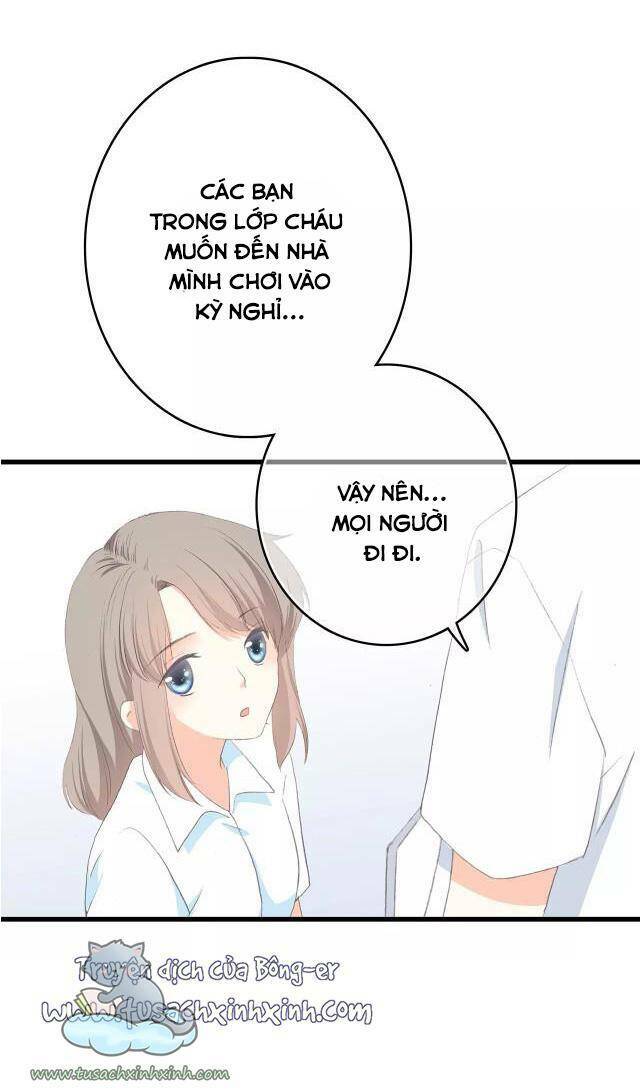 CÁC BẠN
TRONG LỚP CHÁU
MUỐN ĐẾN NHÀ
MÌNH CHƠI VÀO
KỲ NGHỈ...
VẬY NÊN...
MỌI NGƯỜI
ĐI ĐI.
Truyện dịch của Bông-er
www.tusachxinhxinh.com
www.tusachxinhxinh.com